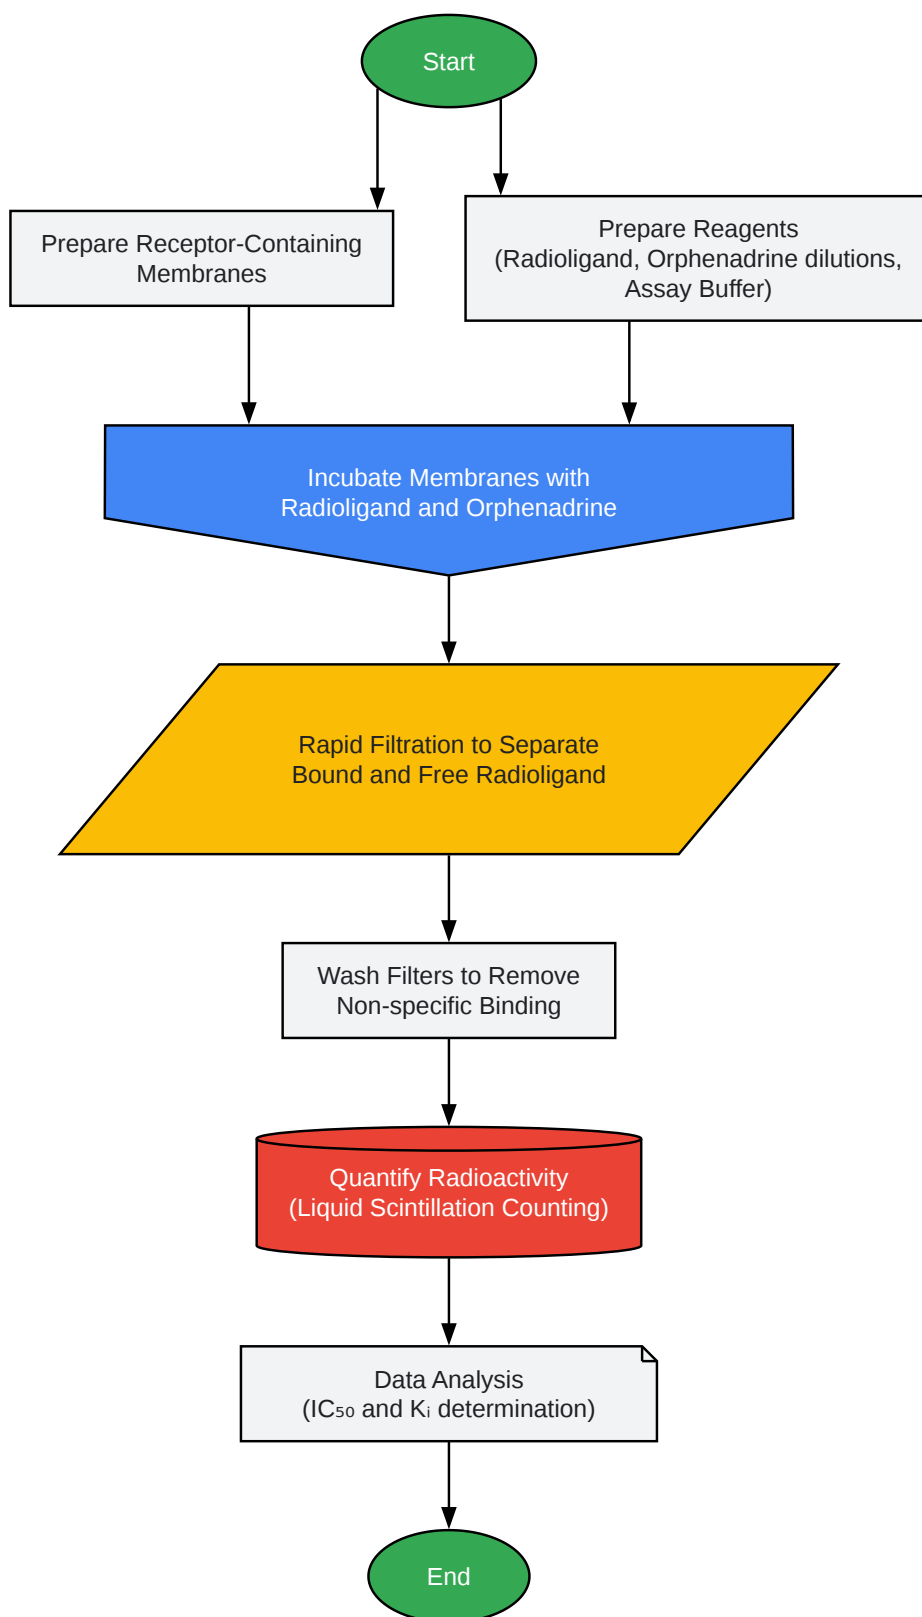 Start
Prepare Receptor-Containing
Membranes
Prepare Reagents
(Radioligand, Orphenadrine dilutions,
Assay Buffer)
Incubate Membranes with
Radioligand and Orphenadrine
Rapid Filtration to Separate
Bound and Free Radioligand
Wash Filters to Remove
Non-specific Binding
Quantify Radioactivity
(Liquid Scintillation Counting)
Data Analysis
(IC₅₀ and Kᵢ determination)
End